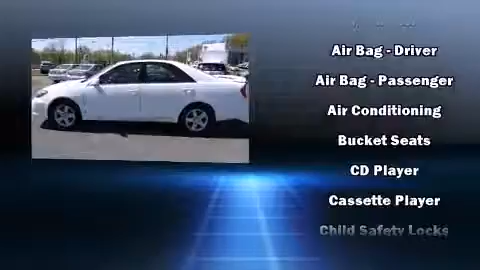 Air Bag - Driver
Air Bag - Passenger
Air Conditioning
Bucket Seats
CD Player
Cassette Player
Child Safety Locks